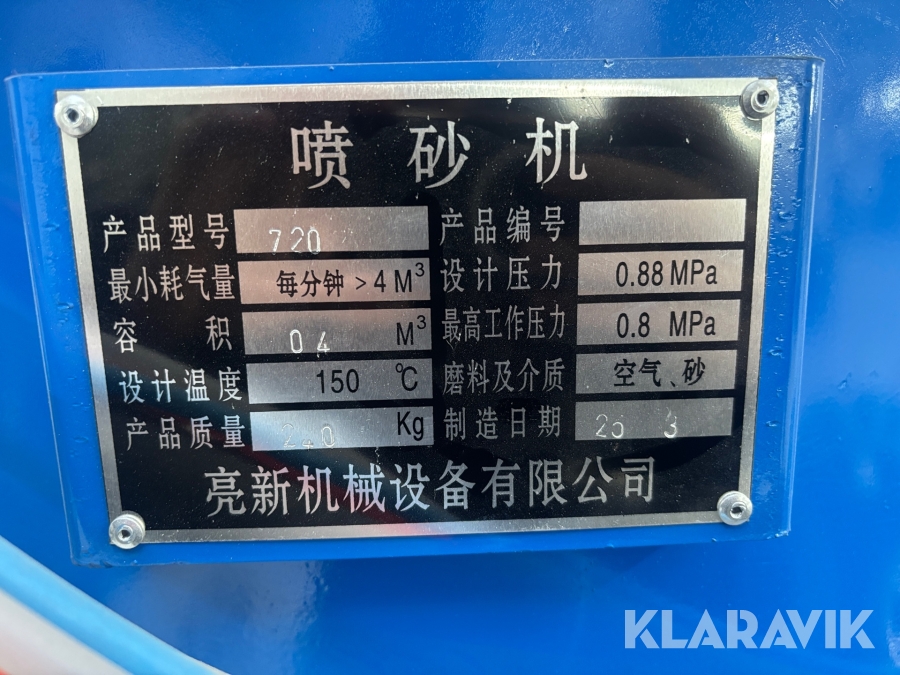 喷砂机
产品型号 720 产品编号
最小耗气量 每分钟 > 4 M³ 设计压力 0.88 MPa
容积 04 M³ 最高工作压力 0.8 MPa
设计温度 150 ℃ 磨料及介质 空气、砂
产品质量 240 Kg 制造日期 25 3
亮新机械设备有限公司
KLARAVIK